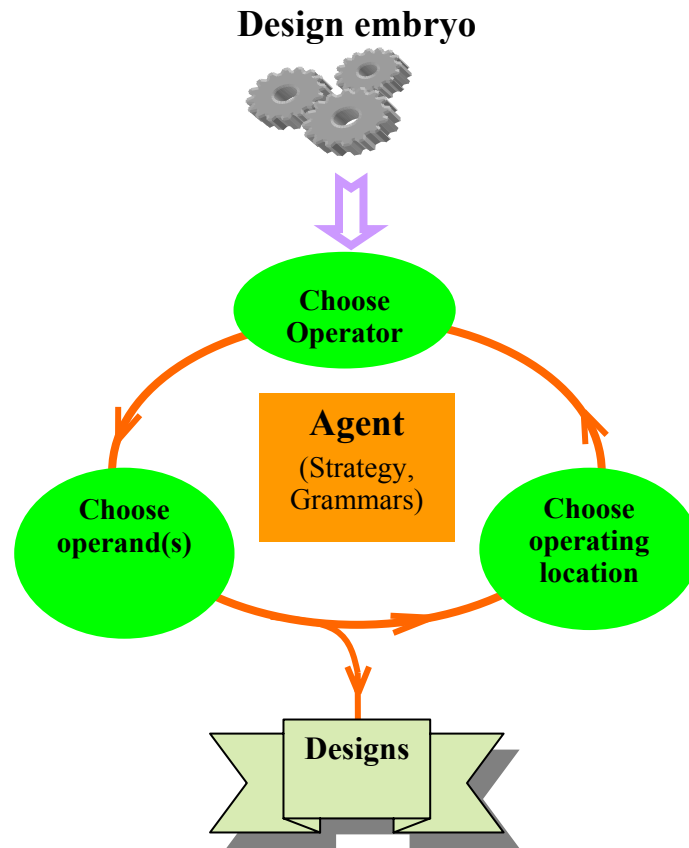 Design embryo
Choose
Operator
Agent
(Strategy,
Grammars)
Choose
operand(s)
Choose
operating
location
Designs